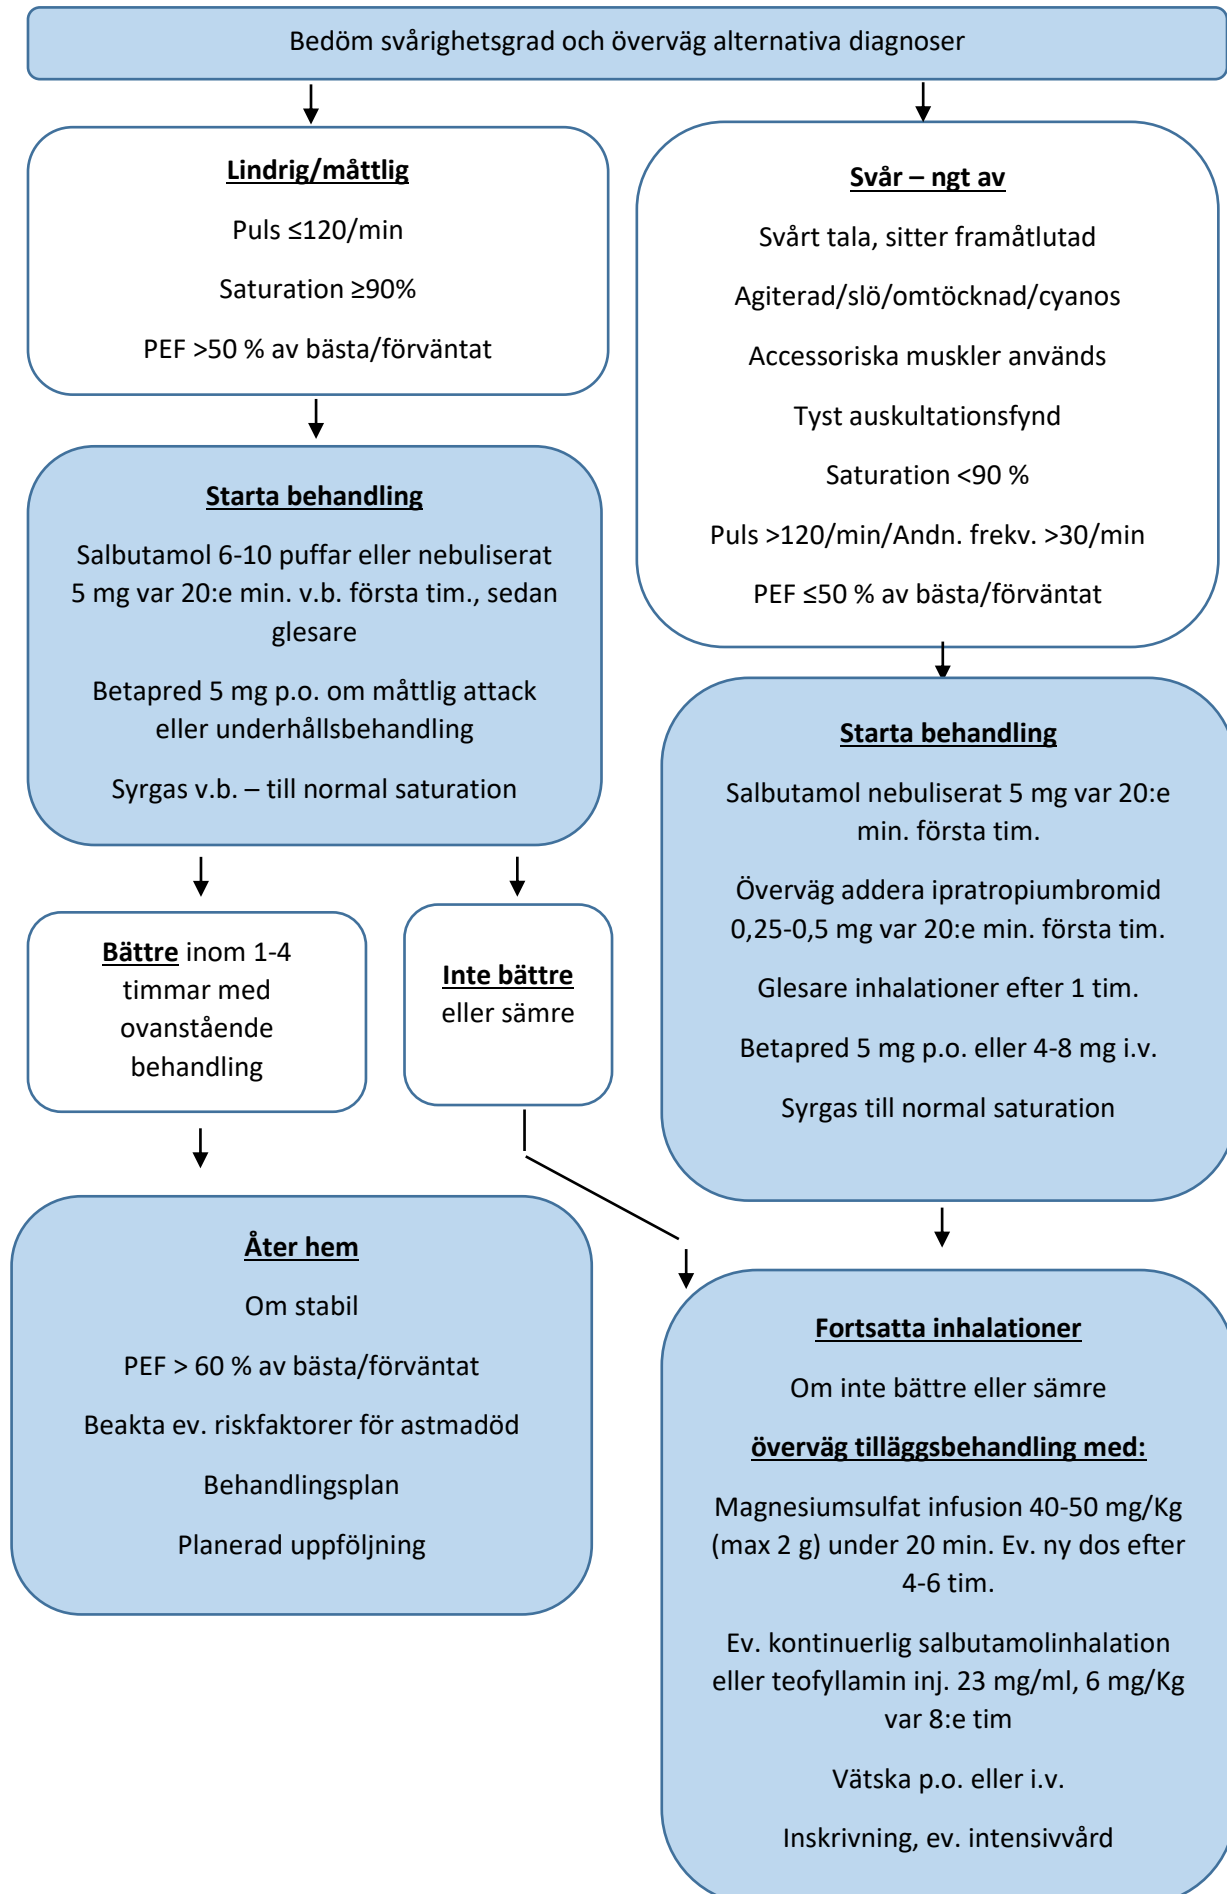 Bedöm svårighetsgrad och överväg alternativa diagnoser
Lindrig/måttlig
Puls ≤120/min
Saturation ≥90%
PEF >50 % av bästa/förväntat
Svår – ngt av
Svårt tala, sitter framåtlutad
Agiterad/slö/omtöcknad/cyanos
Accessoriska muskler används
Tyst auskultationsfynd
Saturation <90 %
Puls >120/min/Andn. frekv. >30/min
PEF ≤50 % av bästa/förväntat
Starta behandling
Salbutamol 6-10 puffar eller nebuliserat
5 mg var 20:e min. v.b. första tim., sedan
glesare
Betapred 5 mg p.o. om måttlig attack
eller underhållsbehandling
Syrgas v.b. – till normal saturation
Starta behandling
Salbutamol nebuliserat 5 mg var 20:e
min. första tim.
Överväg addera ipratropiumbromid
0,25-0,5 mg var 20:e min. första tim.
Glesare inhalationer efter 1 tim.
Betapred 5 mg p.o. eller 4-8 mg i.v.
Syrgas till normal saturation
Bättre inom 1-4
timmar med
ovanstående
behandling
Inte bättre
eller sämre
Åter hem
Om stabil
PEF > 60 % av bästa/förväntat
Beakta ev. riskfaktorer för astmadöd
Behandlingsplan
Planerad uppföljning
Fortsatta inhalationer
Om inte bättre eller sämre
överväg tilläggsbehandling med:
Magnesiumsulfat infusion 40-50 mg/Kg
(max 2 g) under 20 min. Ev. ny dos efter
4-6 tim.
Ev. kontinuerlig salbutamolinhalation
eller teofyllamin inj. 23 mg/ml, 6 mg/Kg
var 8:e tim
Vätska p.o. eller i.v.
Inskrivning, ev. intensivvård